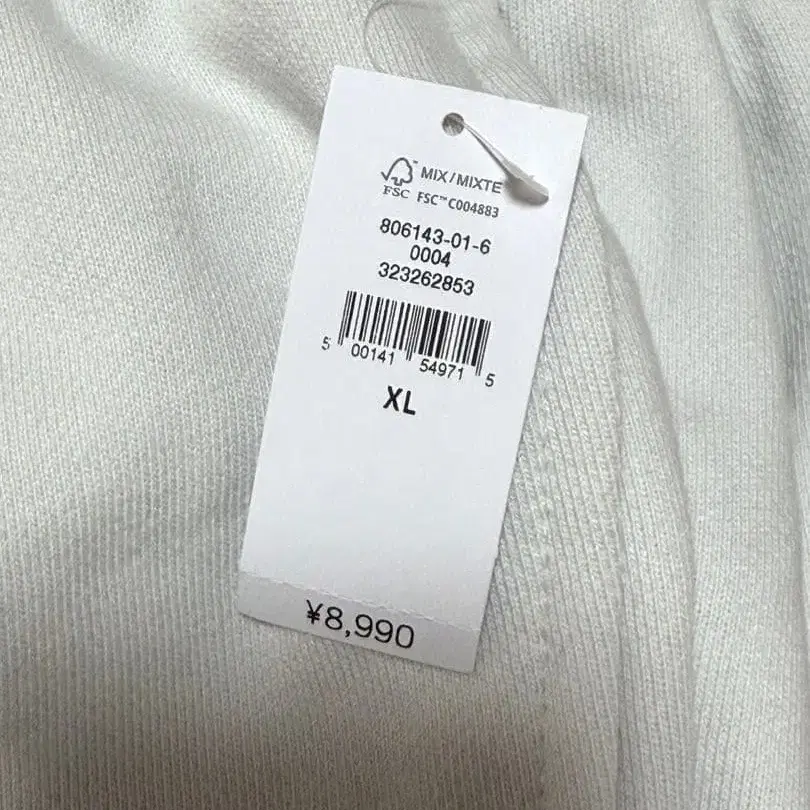 MIX/MIXTE
FSC FSC™ C004883
806143-01-6
0004
323262853
5 00141 54971 5
XL
¥8,990